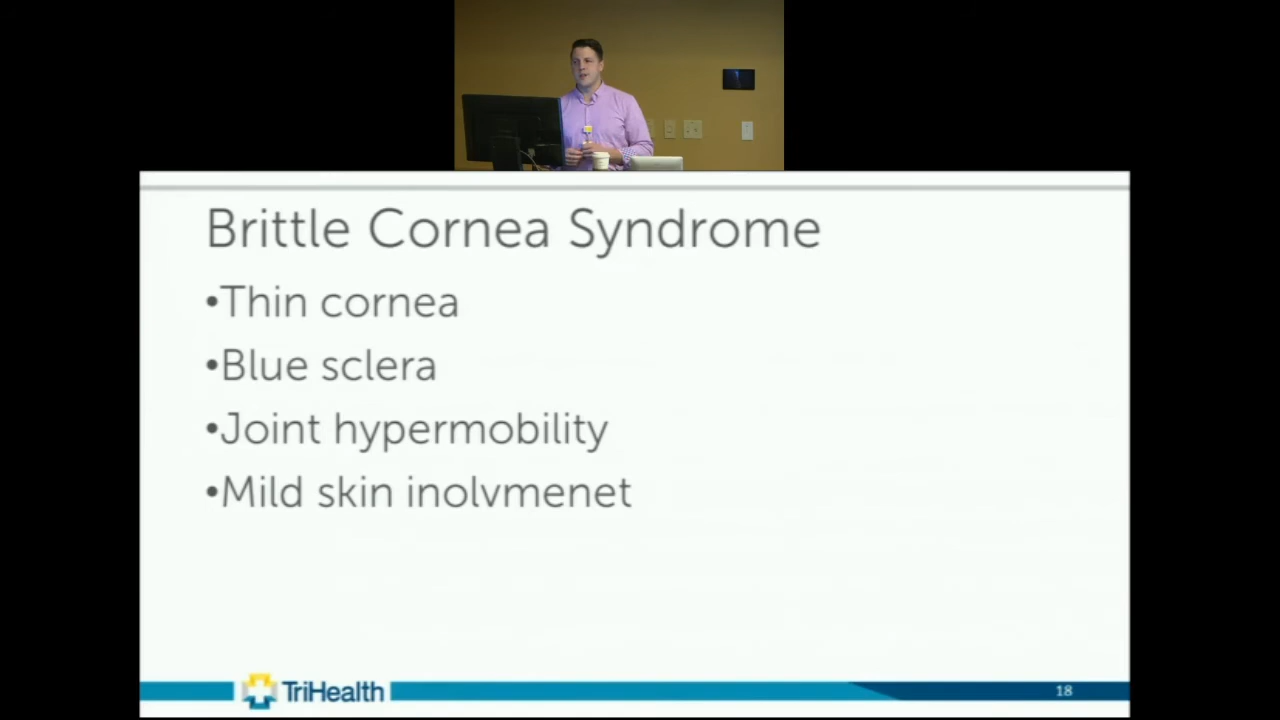 Brittle Cornea Syndrome
•Thin cornea
•Blue sclera
•Joint hypermobility
•Mild skin inolvmenet
TriHealth
18